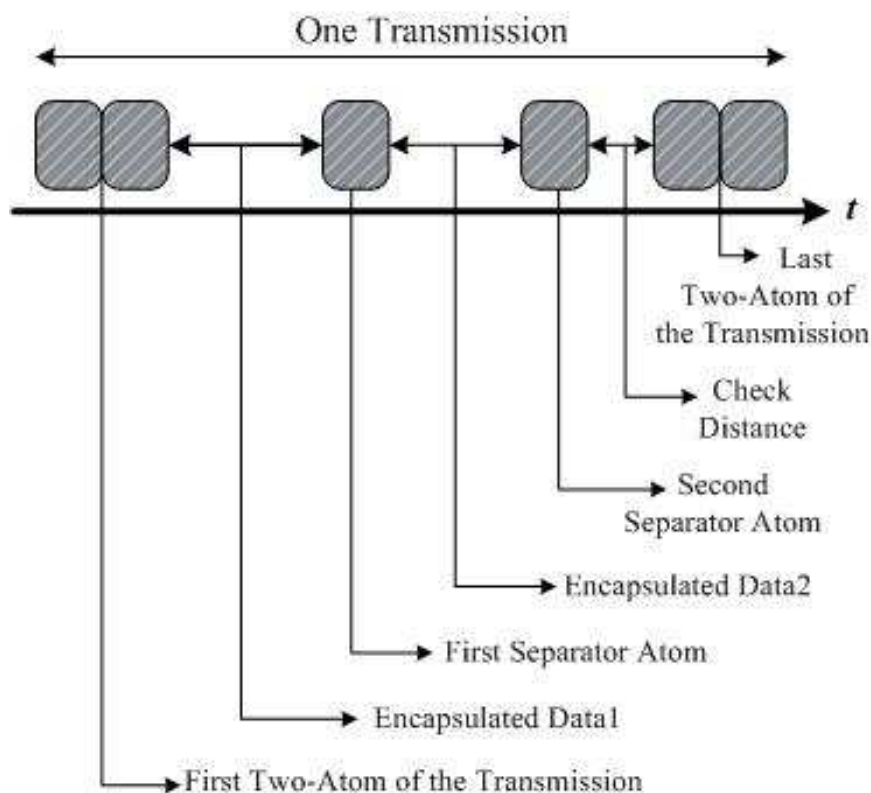 One Transmission
t
Last
Two-Atom of
the Transmission
Check
Distance
Second
Separator Atom
Encapsulated Data2
First Separator Atom
Encapsulated Data1
First Two-Atom of the Transmission